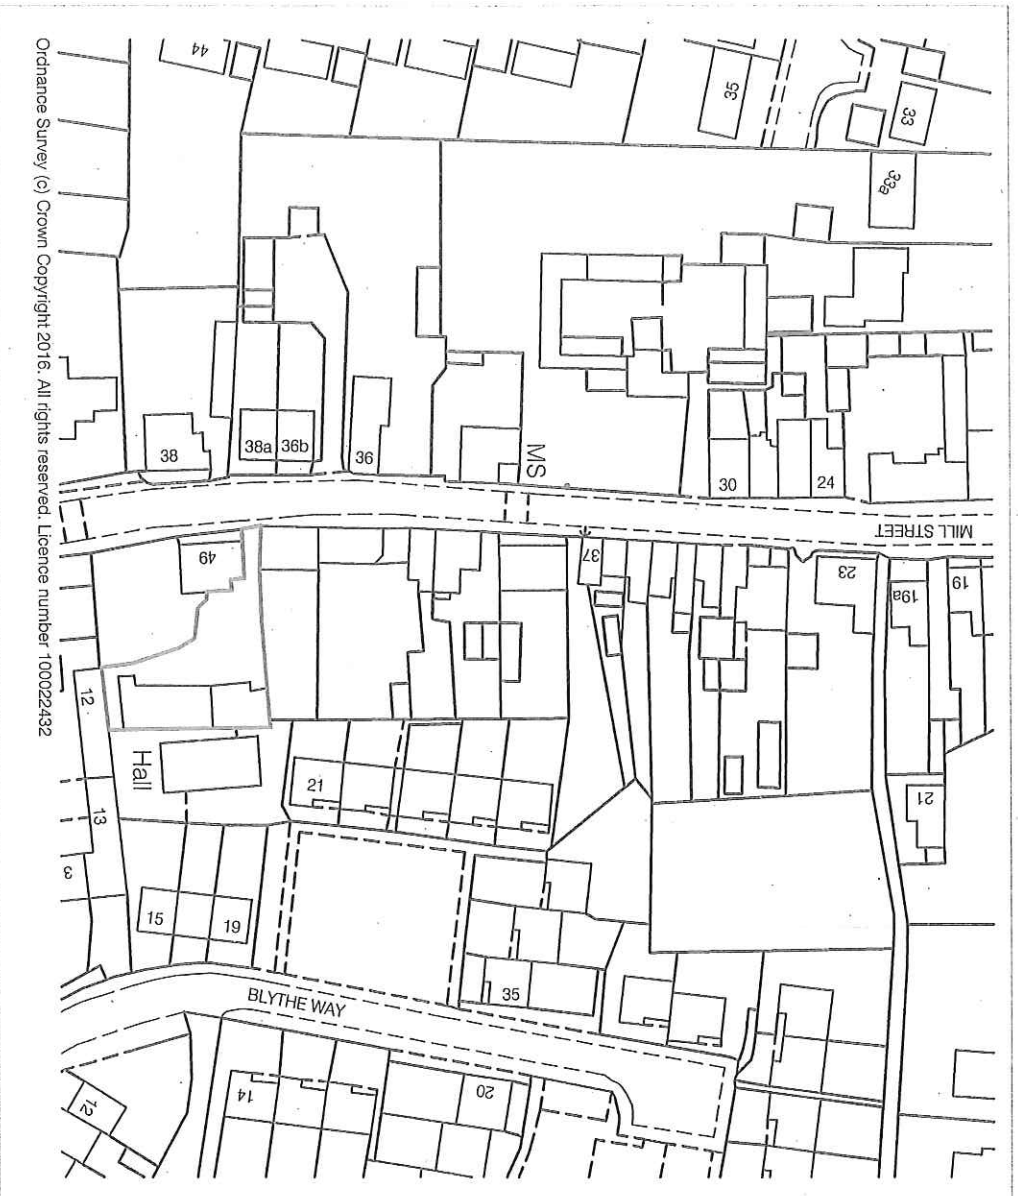 Ordnance Survey (c) Crown Copyright 2016. All rights reserved. Licence number 100022432
44
35
33
33a
38
38a
36b
36
MS
30
24
MILL STREET
49
37
23
19a
19
12
Hall
21
21
13
3
15
19
35
BLYTHE WAY
14
20
12